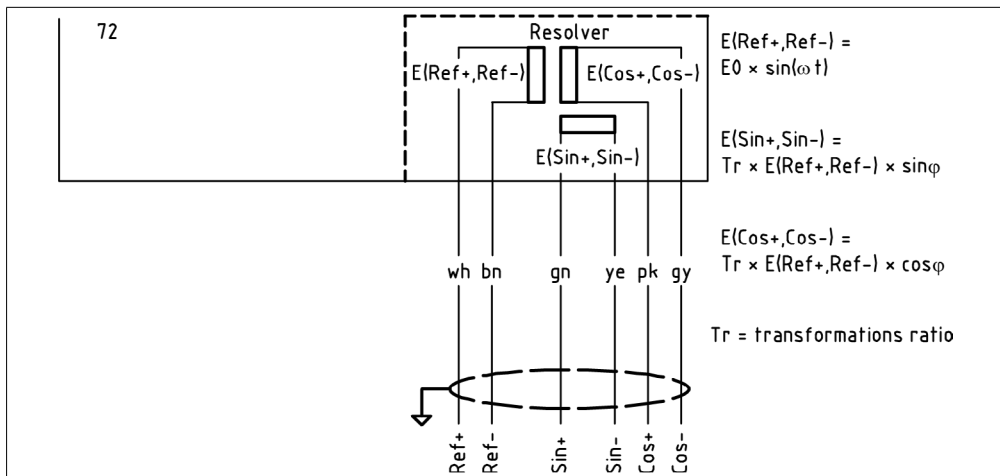 72
Resolver
E(Ref+,Ref-)
E(Cos+,Cos-)
E(Sin+,Sin-)
E(Ref+,Ref-) =
E0 × sin(ω t)
E(Sin+,Sin-) =
Tr × E(Ref+,Ref-) × sinφ
E(Cos+,Cos-) =
Tr × E(Ref+,Ref-) × cosφ
wh bn gn ye pk gy
Tr = transformations ratio
Ref+
Ref-
Sin+
Sin-
Cos+
Cos-